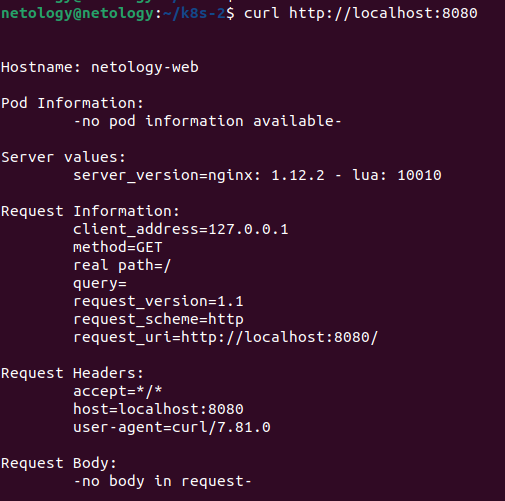 netology@netology:~/k8s-2$ curl http://localhost:8080
Hostname: netology-web
Pod Information:
-no pod information available-
Server values:
server_version=nginx: 1.12.2 - lua: 10010
Request Information:
client_address=127.0.0.1
method=GET
real path=/
query=
request_version=1.1
request_scheme=http
request_uri=http://localhost:8080/
Request Headers:
accept=*/*
host=localhost:8080
user-agent=curl/7.81.0
Request Body:
-no body in request-